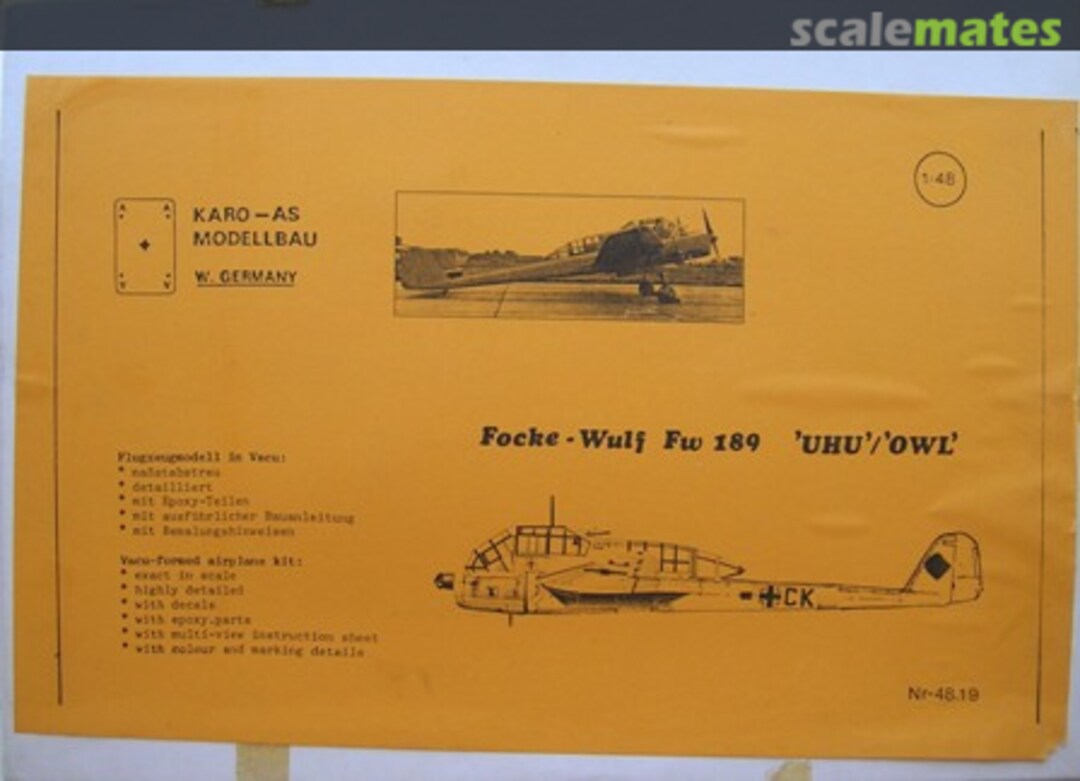 scalemates
1:48
KARO-AS
MODELLBAU
W. GERMANY
Focke-Wulf Fw 189 'UHU'/'OWL'
Flugzeugmodell in Vacu:
* maßstabstreu
* detailliert
* mit Epoxy-Teilen
* mit ausführlicher Bauanleitung
* mit Bemalungshinweisen
Vacu-formed airplane kit:
* exact in scale
* highly detailed
* with decals
* with epoxy.parts
* with multi-view instruction sheet
* with colour and marking details
CK
Nr-48.19